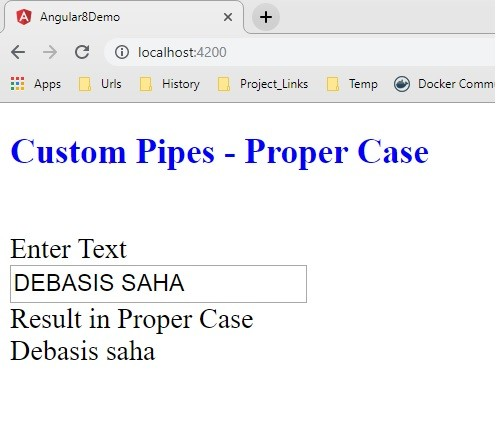 Angular8Demo
localhost:4200
Apps Urls History Project_Links Temp Docker Comm
Custom Pipes - Proper Case
Enter Text
DEBASIS SAHA
Result in Proper Case
Debasis saha